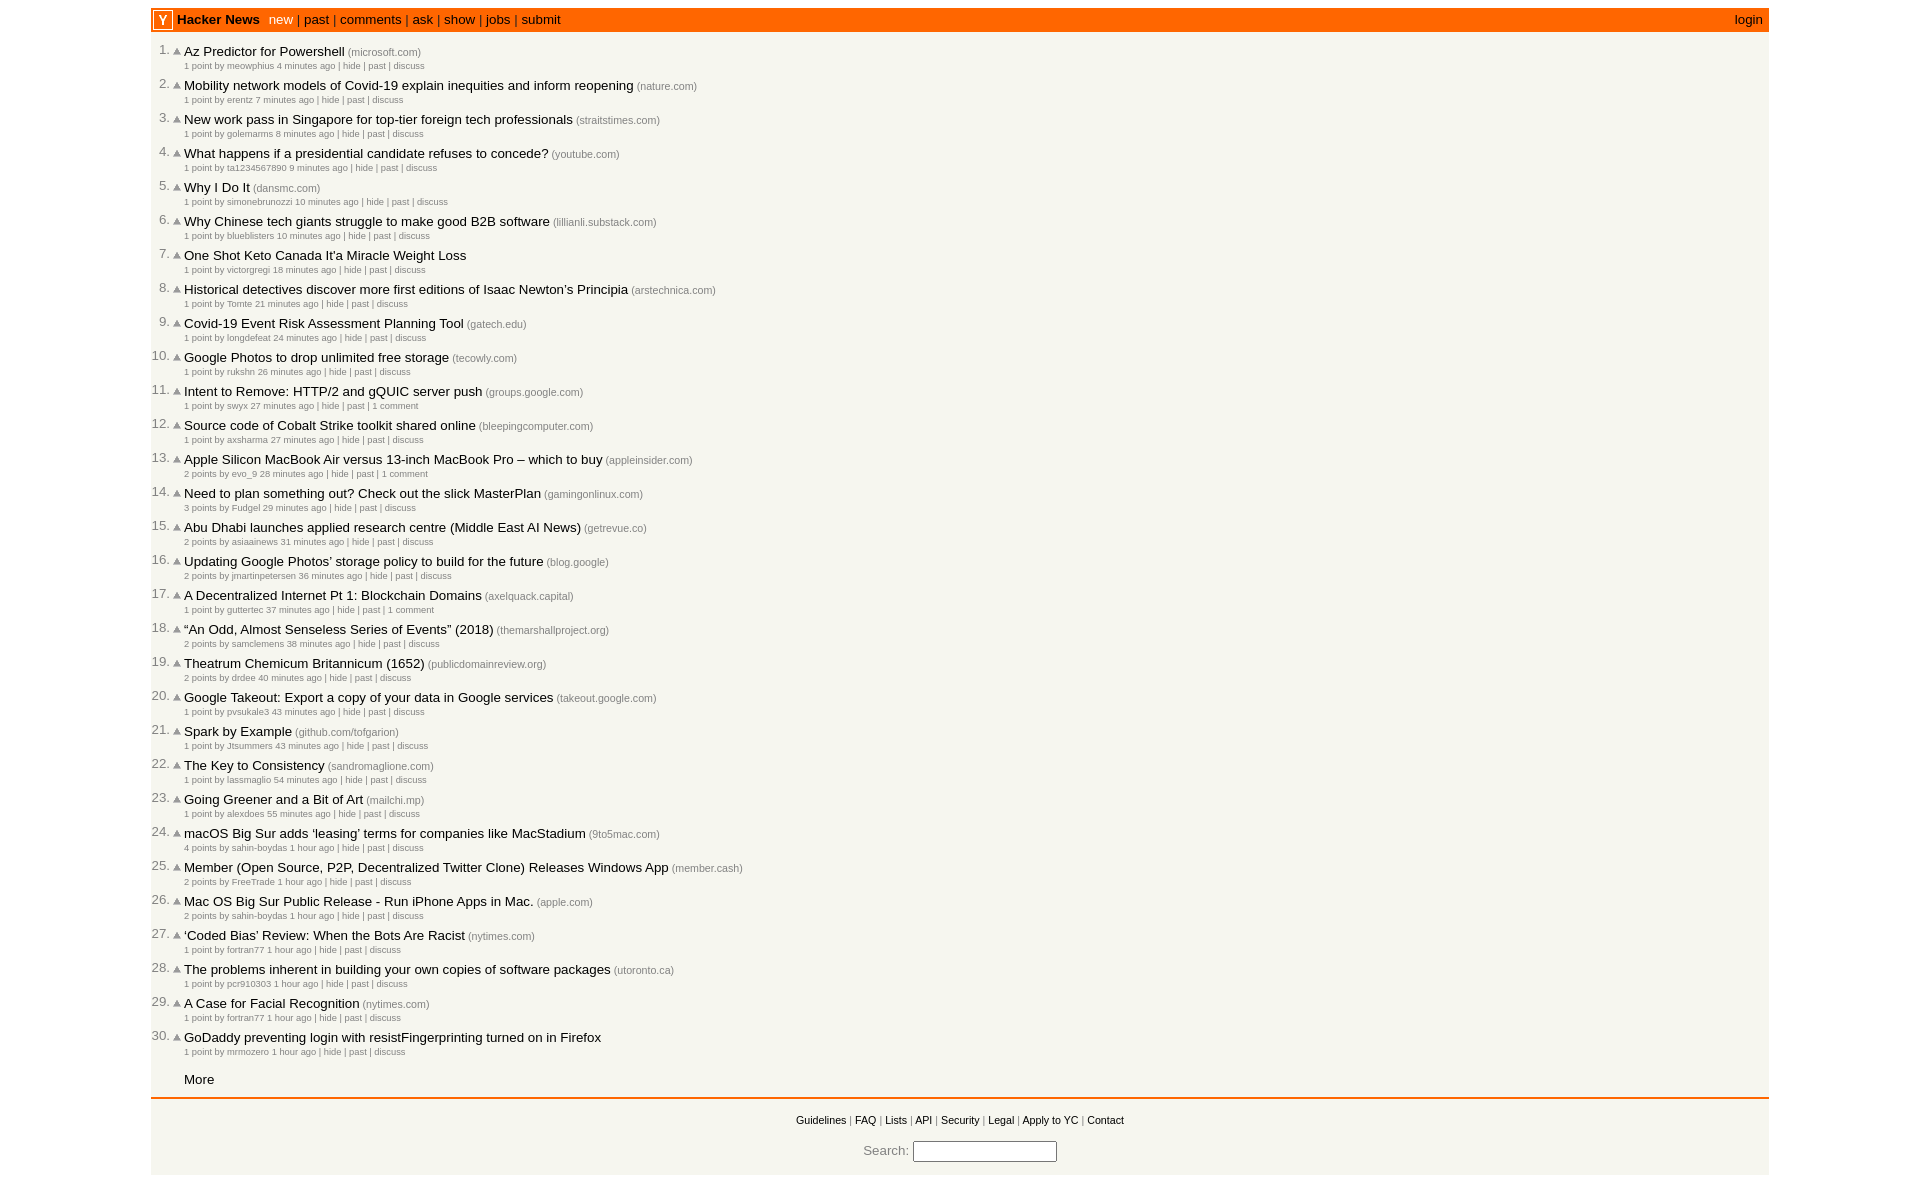 Y Hacker News new | past | comments | ask | show | jobs | submit login
1. Az Predictor for Powershell (microsoft.com)
1 point by meowphius 4 minutes ago | hide | past | discuss
2. Mobility network models of Covid-19 explain inequities and inform reopening (nature.com)
1 point by erentz 7 minutes ago | hide | past | discuss
3. New work pass in Singapore for top-tier foreign tech professionals (straitstimes.com)
1 point by golemarms 8 minutes ago | hide | past | discuss
4. What happens if a presidential candidate refuses to concede? (youtube.com)
1 point by ta1234567890 9 minutes ago | hide | past | discuss
5. Why I Do It (dansmc.com)
1 point by simonebrunozzi 10 minutes ago | hide | past | discuss
6. Why Chinese tech giants struggle to make good B2B software (lillianli.substack.com)
1 point by blueblisters 10 minutes ago | hide | past | discuss
7. One Shot Keto Canada It'a Miracle Weight Loss
1 point by victorgregi 18 minutes ago | hide | past | discuss
8. Historical detectives discover more first editions of Isaac Newton’s Principia (arstechnica.com)
1 point by Tomte 21 minutes ago | hide | past | discuss
9. Covid-19 Event Risk Assessment Planning Tool (gatech.edu)
1 point by longdefeat 24 minutes ago | hide | past | discuss
10. Google Photos to drop unlimited free storage (tecowly.com)
1 point by rukshn 26 minutes ago | hide | past | discuss
11. Intent to Remove: HTTP/2 and gQUIC server push (groups.google.com)
1 point by swyx 27 minutes ago | hide | past | 1 comment
12. Source code of Cobalt Strike toolkit shared online (bleepingcomputer.com)
1 point by axsharma 27 minutes ago | hide | past | discuss
13. Apple Silicon MacBook Air versus 13-inch MacBook Pro – which to buy (appleinsider.com)
2 points by evo_9 28 minutes ago | hide | past | 1 comment
14. Need to plan something out? Check out the slick MasterPlan (gamingonlinux.com)
3 points by Fudgel 29 minutes ago | hide | past | discuss
15. Abu Dhabi launches applied research centre (Middle East AI News) (getrevue.co)
2 points by asiaainews 31 minutes ago | hide | past | discuss
16. Updating Google Photos’ storage policy to build for the future (blog.google)
2 points by jmartinpetersen 36 minutes ago | hide | past | discuss
17. A Decentralized Internet Pt 1: Blockchain Domains (axelquack.capital)
1 point by guttertec 37 minutes ago | hide | past | 1 comment
18. “An Odd, Almost Senseless Series of Events” (2018) (themarshallproject.org)
2 points by samclemens 38 minutes ago | hide | past | discuss
19. Theatrum Chemicum Britannicum (1652) (publicdomainreview.org)
2 points by drdee 40 minutes ago | hide | past | discuss
20. Google Takeout: Export a copy of your data in Google services (takeout.google.com)
1 point by pvsukale3 43 minutes ago | hide | past | discuss
21. Spark by Example (github.com/tofgarion)
1 point by Jtsummers 43 minutes ago | hide | past | discuss
22. The Key to Consistency (sandromaglione.com)
1 point by lassmaglio 54 minutes ago | hide | past | discuss
23. Going Greener and a Bit of Art (mailchi.mp)
1 point by alexdoes 55 minutes ago | hide | past | discuss
24. macOS Big Sur adds ‘leasing’ terms for companies like MacStadium (9to5mac.com)
4 points by sahin-boydas 1 hour ago | hide | past | discuss
25. Member (Open Source, P2P, Decentralized Twitter Clone) Releases Windows App (member.cash)
2 points by FreeTrade 1 hour ago | hide | past | discuss
26. Mac OS Big Sur Public Release - Run iPhone Apps in Mac. (apple.com)
2 points by sahin-boydas 1 hour ago | hide | past | discuss
27. ‘Coded Bias’ Review: When the Bots Are Racist (nytimes.com)
1 point by fortran77 1 hour ago | hide | past | discuss
28. The problems inherent in building your own copies of software packages (utoronto.ca)
1 point by pcr910303 1 hour ago | hide | past | discuss
29. A Case for Facial Recognition (nytimes.com)
1 point by fortran77 1 hour ago | hide | past | discuss
30. GoDaddy preventing login with resistFingerprinting turned on in Firefox
1 point by mrmozero 1 hour ago | hide | past | discuss
More
Guidelines | FAQ | Lists | API | Security | Legal | Apply to YC | Contact
Search: